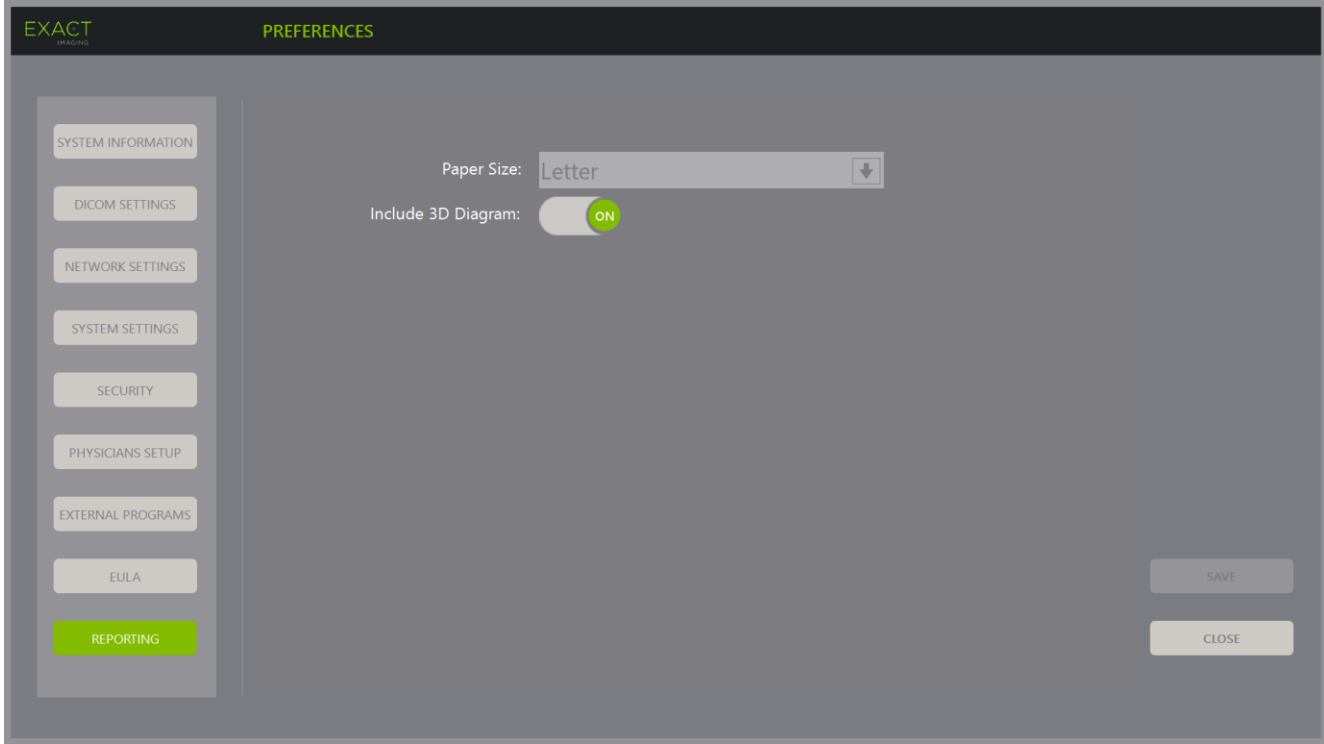 EXACT
IMAGING
PREFERENCES
SYSTEM INFORMATION
DICOM SETTINGS
NETWORK SETTINGS
SYSTEM SETTINGS
SECURITY
PHYSICIANS SETUP
EXTERNAL PROGRAMS
EULA
REPORTING
Paper Size: Letter
Include 3D Diagram: ON
SAVE
CLOSE